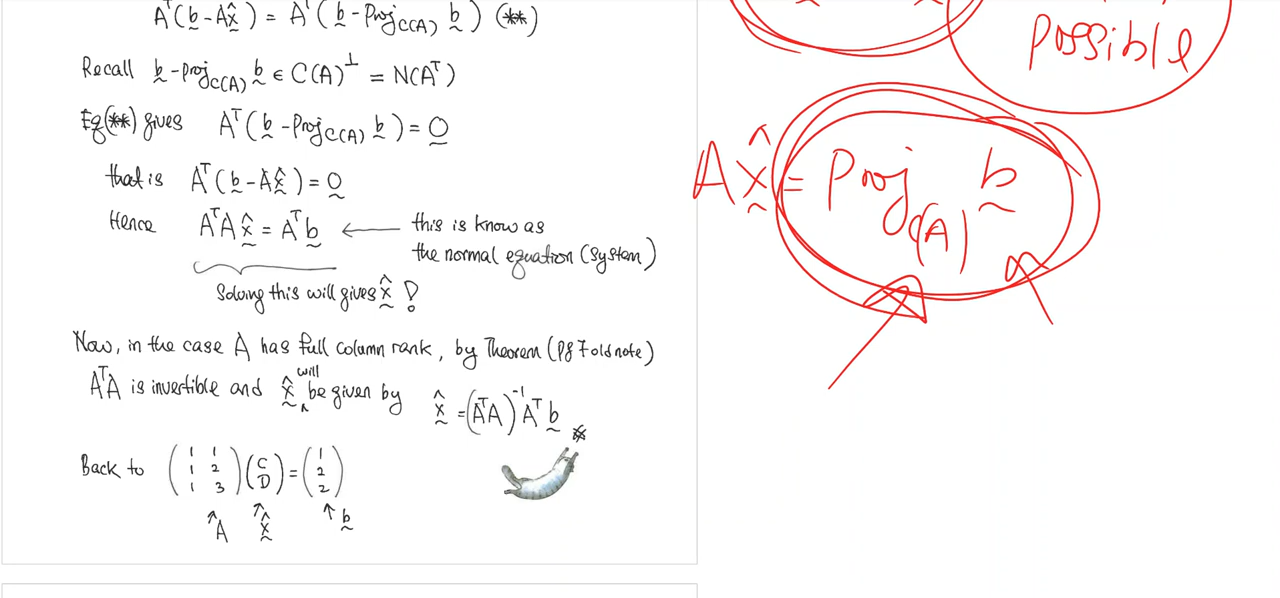 Aᵀ(b̰ - Ax̰̂) = Aᵀ(b̰ - Proj_C(A) b̰) (**)
Recall b̰ - proj_C(A) b̰ ∈ C(A)^⊥ = N(Aᵀ)
Eq(**) gives Aᵀ(b̰ - Proj_C(A) b̰) = 0̰
that is Aᵀ(b̰ - Ax̰̂) = 0̰
Hence AᵀA x̰̂ = Aᵀb̰ ← this is know as
the normal equation (system)
Solving this will gives x̰̂ !
Now, in the case A has full column rank, by Theorem (P8 7 old note)
AᵀA is invertible and x̰̂ will be given by x̰̂ = (AᵀA)⁻¹Aᵀb̰ *
Back to (1 1; 1 2; 1 3)(C; D) = (1; 2; 2)
↑A ↑x̰̂ ↑b̰
possible
Ax̰̂ = Proj_C(A) b̰